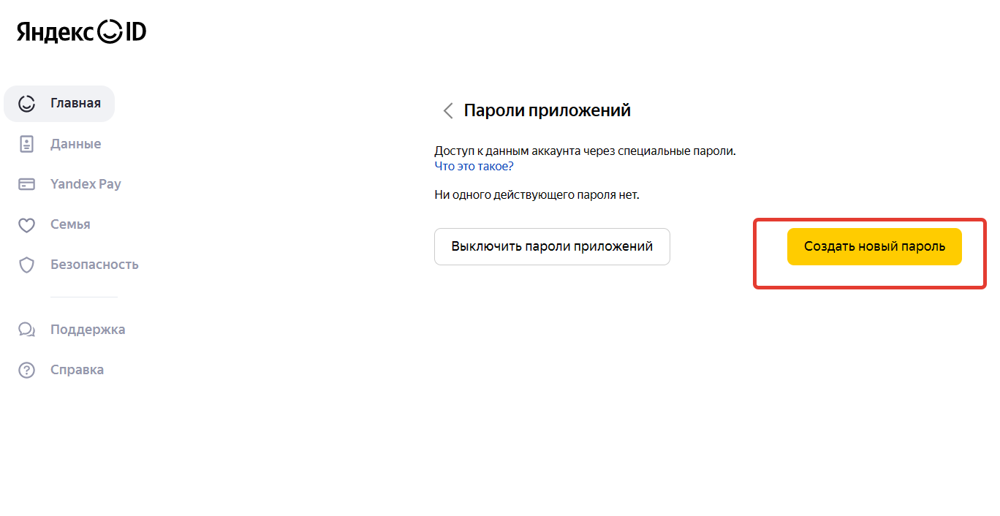 Яндекс ID
Главная
Данные
Yandex Pay
Семья
Безопасность
Поддержка
Справка
Пароли приложений
Доступ к данным аккаунта через специальные пароли.
Что это такое?
Ни одного действующего пароля нет.
Выключить пароли приложений
Создать новый пароль